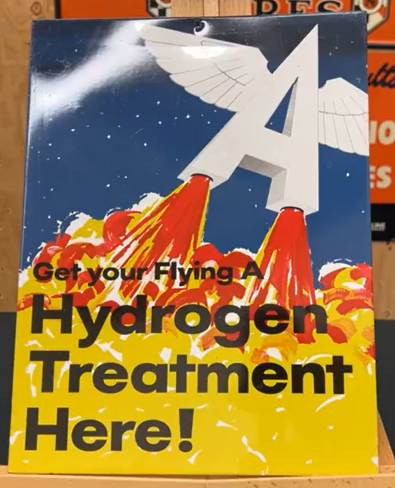 A
Get your Flying A
Hydrogen
Treatment
Here!